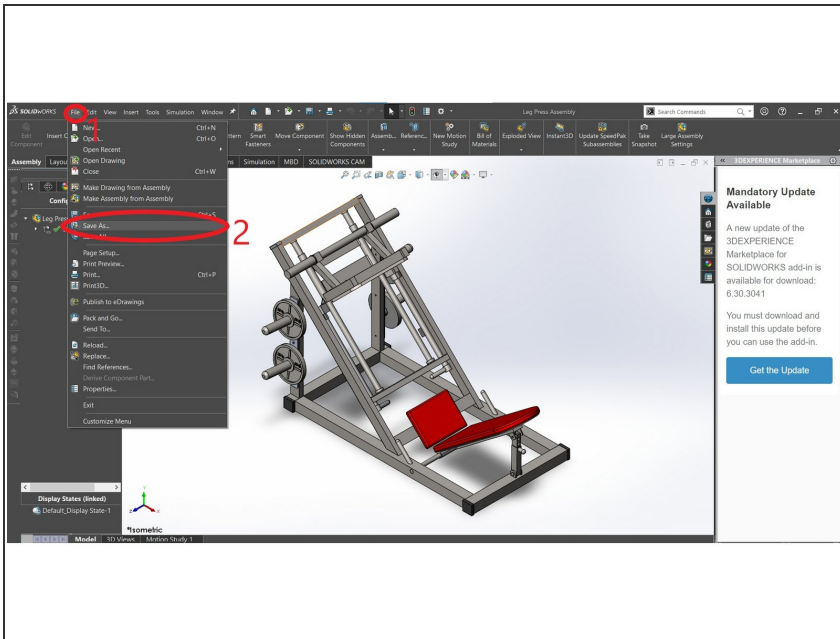 SOLIDWORKS File Edit View Insert Tools Simulation Window Leg Press Assembly Search Commands
1
Edit Component
Insert C
tern
Smart Fasteners
Move Component
Show Hidden Components
Assemb...
Referenc...
New Motion Study
Bill of Materials
Exploded View
Instant3D
Update SpeedPak Subassemblies
Take Snapshot
Large Assembly Settings
Assembly Layou ns Simulation MBD SOLIDWORKS CAM
New... Ctrl+N
Open... Ctrl+O
Open Recent
Open Drawing
Close Ctrl+W
Make Drawing from Assembly
Make Assembly from Assembly
Ctrl+S
Save As...
2
Page Setup...
Print Preview...
Print... Ctrl+P
Print3D...
Publish to eDrawings
Pack and Go...
Send To...
Reload...
Replace...
Find References...
Derive Component Part...
Properties...
Exit
Customize Menu
Config
Leg Press
Display States (linked)
Default_Display State-1
Y
Z
X
*Isometric
Model 3D Views Motion Study 1
3DEXPERIENCE Marketplace
Mandatory Update
Available
A new update of the
3DEXPERIENCE
Marketplace for
SOLIDWORKS add-in is
available for download:
6.30.3041
You must download and
install this update before
you can use the add-in.
Get the Update